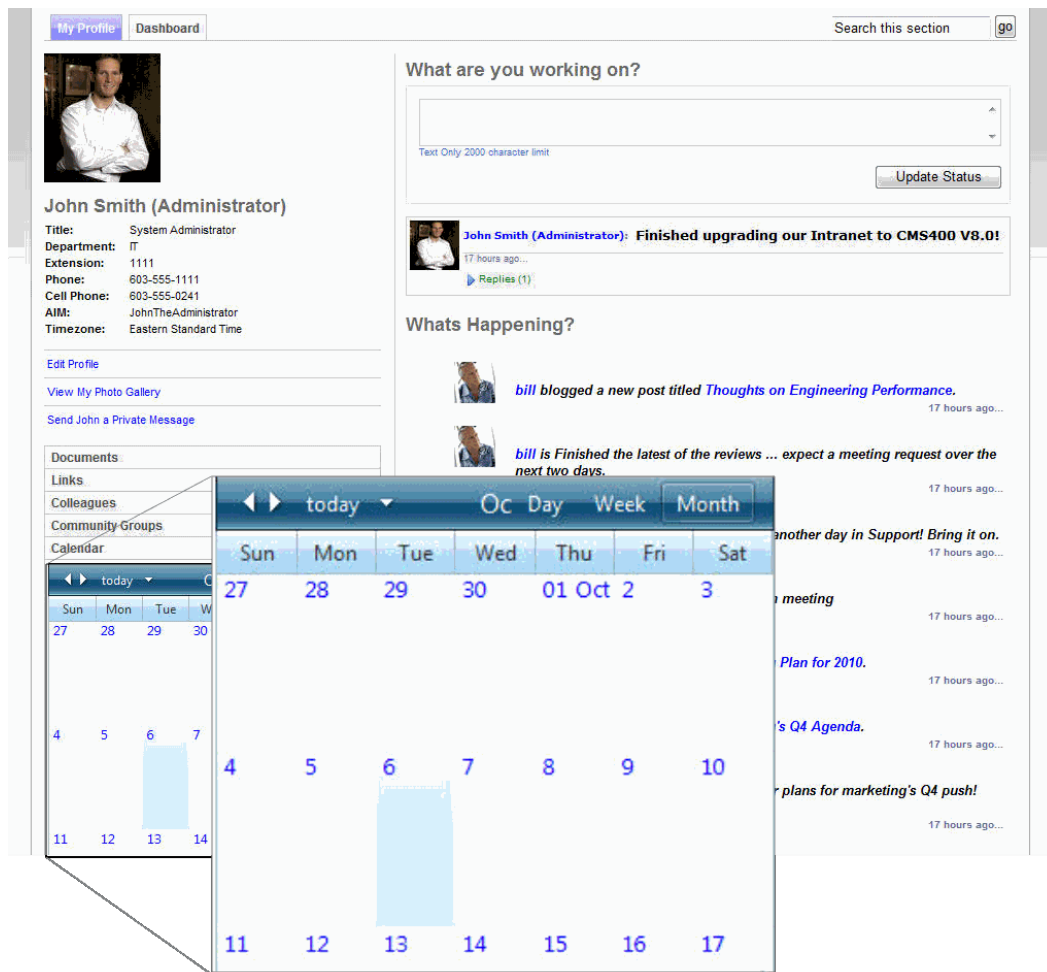 My Profile Dashboard
Search this section go
John Smith (Administrator)
Title: System Administrator
Department: IT
Extension: 1111
Phone: 603-555-1111
Cell Phone: 603-555-0241
AIM: JohnTheAdministrator
Timezone: Eastern Standard Time
Edit Profile
View My Photo Gallery
Send John a Private Message
Documents
Links
Colleagues
Community Groups
Calendar
today
Sun Mon Tue W
27 28 29 30
4 5 6 7
11 12 13 14
What are you working on?
Text Only 2000 character limit
Update Status
John Smith (Administrator): Finished upgrading our Intranet to CMS400 V8.0!
17 hours ago...
Replies (1)
Whats Happening?
bill blogged a new post titled Thoughts on Engineering Performance.
17 hours ago...
bill is Finished the latest of the reviews ... expect a meeting request over the
next two days.
17 hours ago...
another day in Support! Bring it on.
17 hours ago...
meeting
17 hours ago...
Plan for 2010.
17 hours ago...
's Q4 Agenda.
17 hours ago...
plans for marketing's Q4 push!
17 hours ago...
today Oc Day Week Month
Sun Mon Tue Wed Thu Fri Sat
27 28 29 30 01 Oct 2 3
4 5 6 7 8 9 10
11 12 13 14 15 16 17